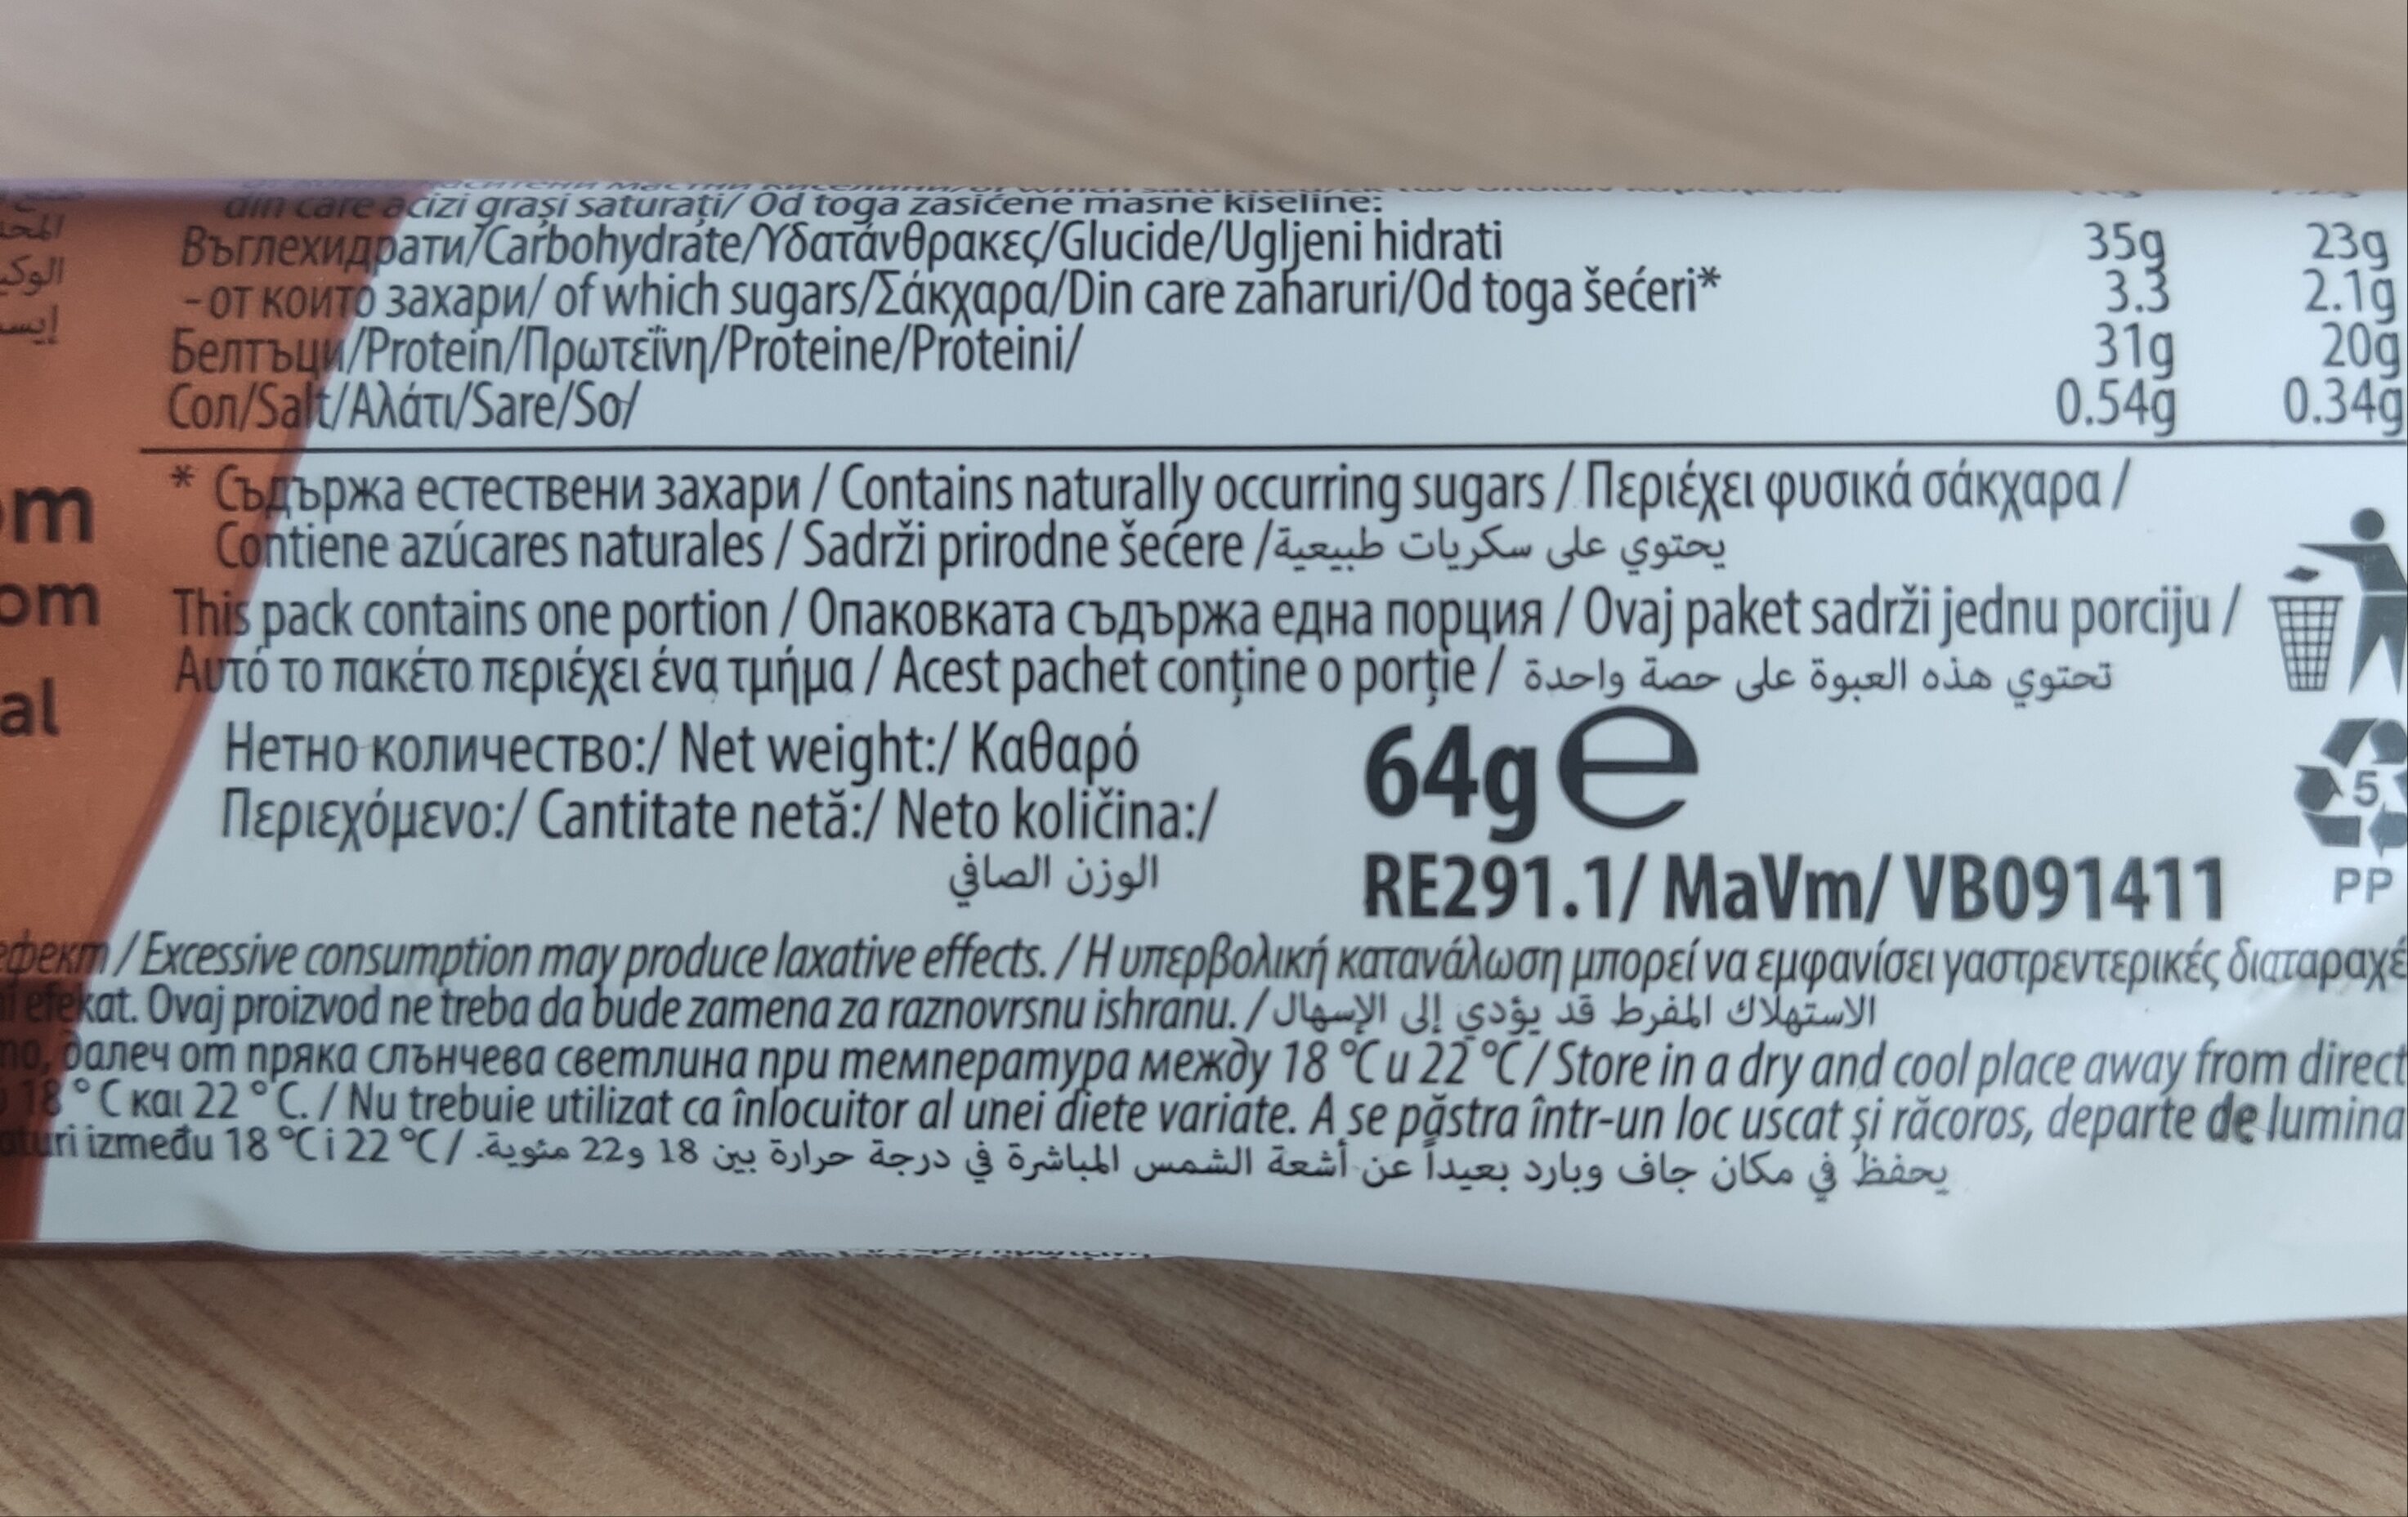 din care acizi grași saturați/ Od toga zasićene masne kiseline:
Въглехидрати/Carbohydrate/Υδατάνθρακες/Glucide/Ugljeni hidrati 35g 23g
- от които захари/ of which sugars/Σάκχαρα/Din care zaharuri/Od toga šećeri* 3.3 2.1g
Белтъци/Protein/Πρωτεΐνη/Proteine/Proteini/ 31g 20g
Сол/Salt/Αλάτι/Sare/So/ 0.54g 0.34g
* Съдържа естествени захари / Contains naturally occurring sugars / Περιέχει φυσικά σάκχαρα /
Contiene azúcares naturales / Sadrži prirodne šećere / يحتوي على سكريات طبيعية
This pack contains one portion / Опаковката съдържа една порция / Ovaj paket sadrži jednu porciju /
Αυτό το πακέτο περιέχει ένα τμήμα / Acest pachet conține o porție / تحتوي هذه العبوة على حصة واحدة
Нетно количество:/ Net weight:/ Καθαρό
Περιεχόμενο:/ Cantitate netă:/ Neto količina:/
الوزن الصافي
64g e
RE291.1/ MaVm/ VB091411
5
PP
/ Excessive consumption may produce laxative effects. / Η υπερβολική κατανάλωση μπορεί να εμφανίσει γαστρεντερικές διαταραχέ
efekat. Ovaj proizvod ne treba da bude zamena za raznovrsnu ishranu. / الاستهلاك المفرط قد يؤدي إلى الإسهال
далеч от пряка слънчева светлина при температура между 18 °C и 22 °C / Store in a dry and cool place away from direct
18 ° C και 22 ° C. / Nu trebuie utilizat ca înlocuitor al unei diete variate. A se păstra într-un loc uscat și răcoros, departe de lumina
između 18 °C i 22 °C / يحفظ في مكان جاف وبارد بعيداً عن أشعة الشمس المباشرة في درجة حرارة بين 18 و22 مئوية.